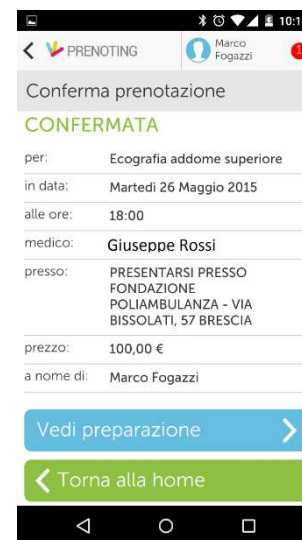 10:1
PRENOTING
Marco
Fogazzi
1
Conferma prenotazione
CONFERMATA
per: Ecografia addome superiore
in data: Martedì 26 Maggio 2015
alle ore: 18:00
medico: Giuseppe Rossi
presso: PRESENTARSI PRESSO
FONDAZIONE
POLIAMBULANZA - VIA
BISSOLATI, 57 BRESCIA
prezzo: 100,00 €
a nome di: Marco Fogazzi
Vedi preparazione
Torna alla home